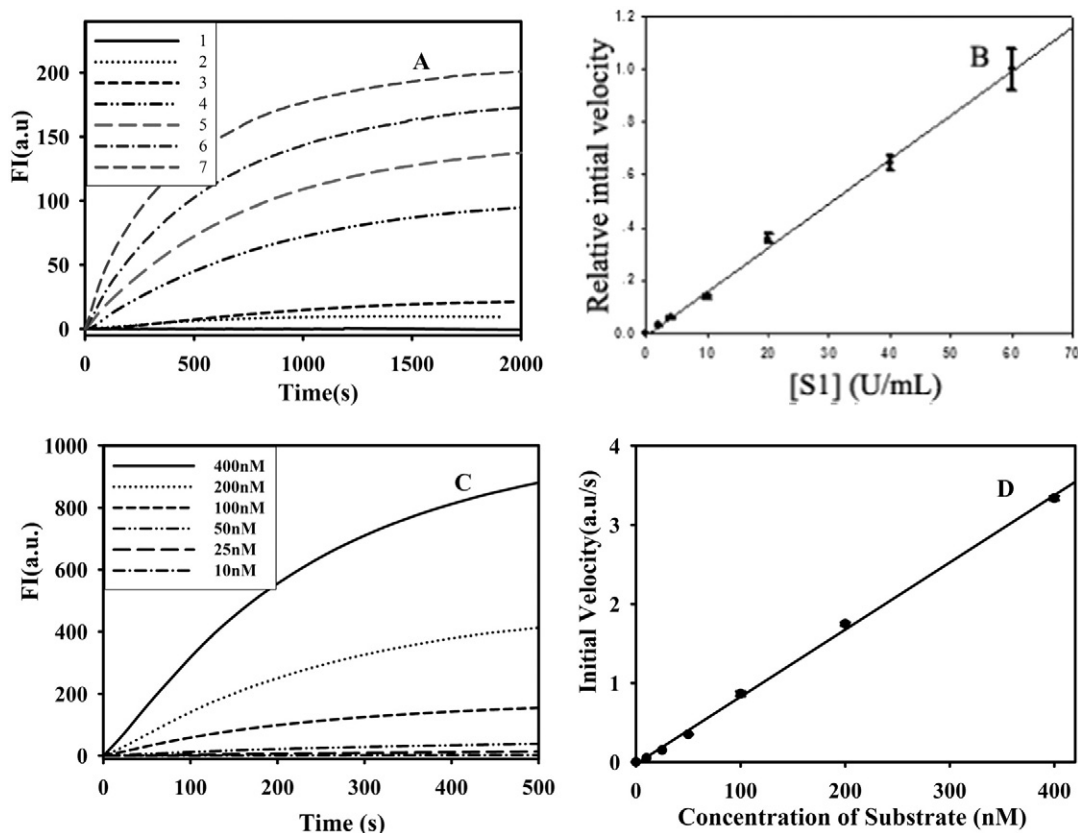 A
1
2
3
4
5
6
7
FI(a.u)
200
150
100
50
0
0 500 1000 1500 2000
Time(s)
B
Relative intial velocity
1.2
1.0
.8
.6
.4
.2
0.0
0 10 20 30 40 50 60 70
[S1] (U/mL)
C
400nM
200nM
100nM
50nM
25nM
10nM
FI(a.u.)
1000
800
600
400
200
0
0 100 200 300 400 500
Time (s)
D
Initial Velocity(a.u/s)
4
3
2
1
0
0 100 200 300 400
Concentration of Substrate (nM)